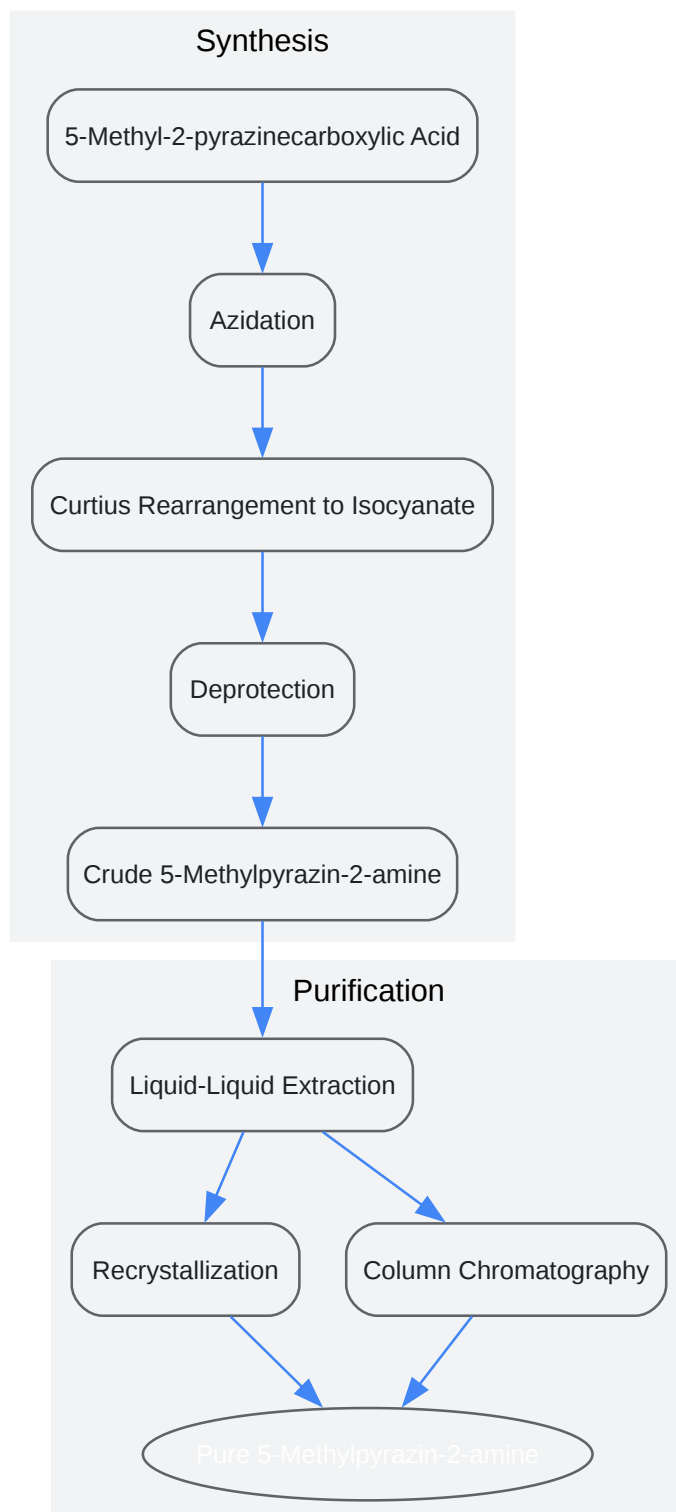 Synthesis
5-Methyl-2-pyrazinecarboxylic Acid
Azidation
Curtius Rearrangement to Isocyanate
Deprotection
Crude 5-Methylpyrazin-2-amine
Purification
Liquid-Liquid Extraction
Recrystallization
Column Chromatography
Pure 5-Methylpyrazin-2-amine